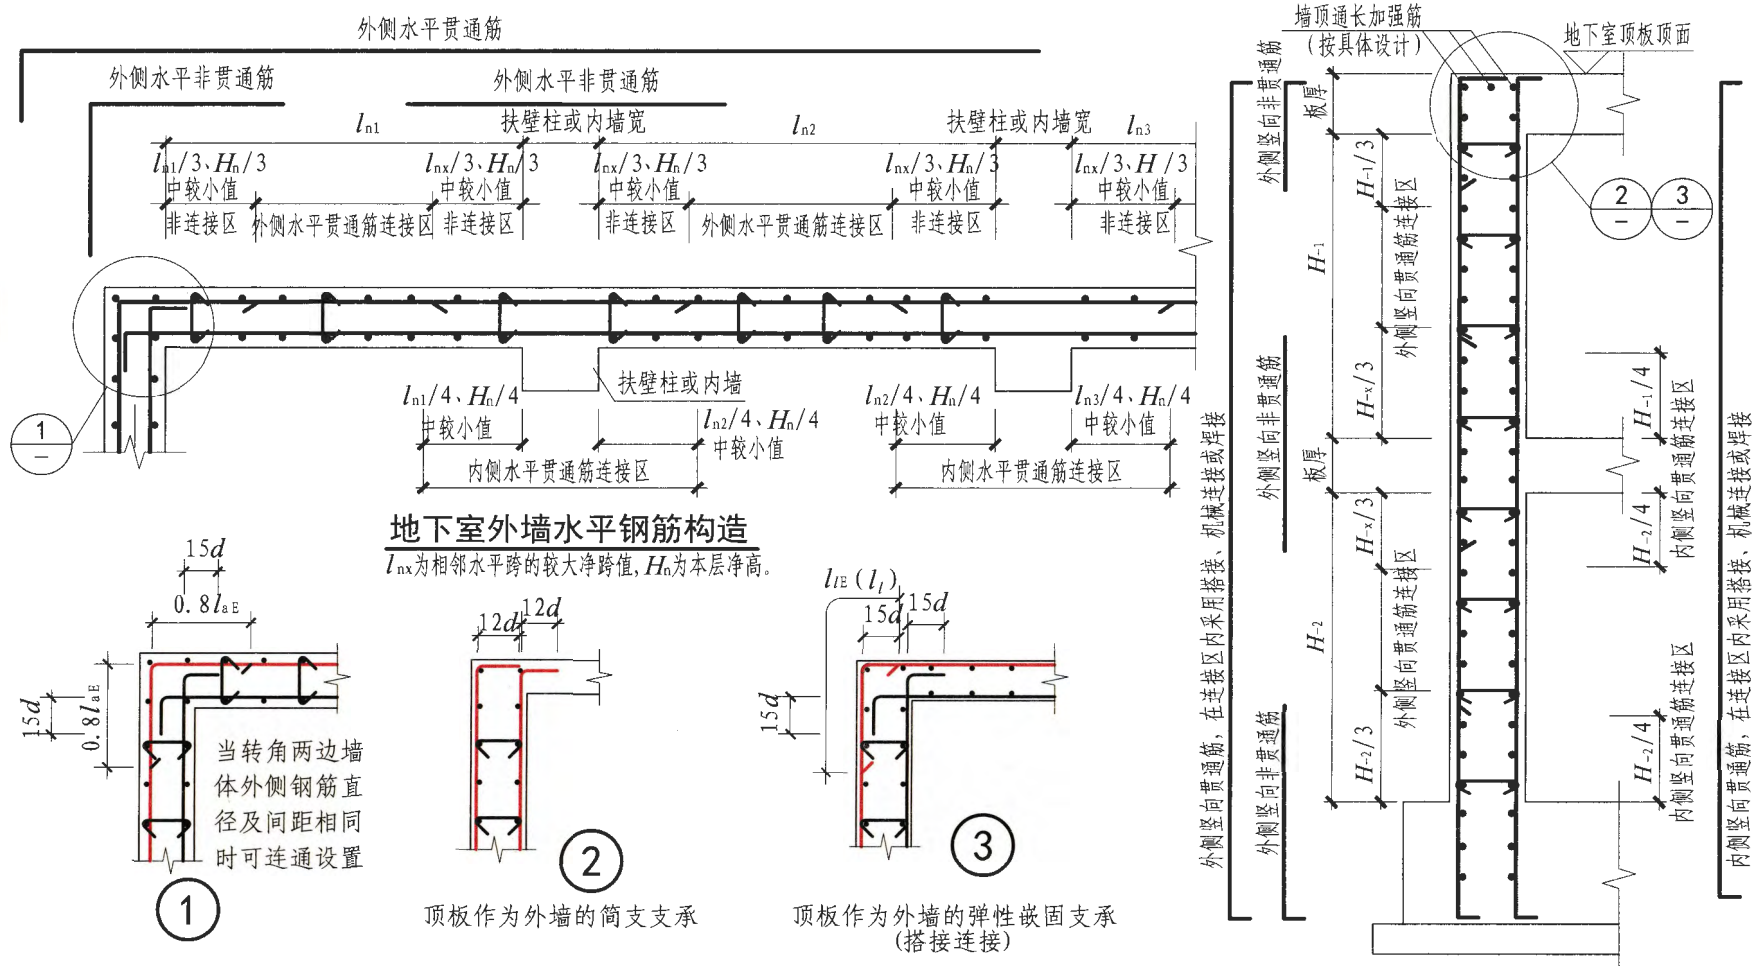 外侧水平贯通筋
外侧水平非贯通筋
外侧水平非贯通筋
ln1
扶壁柱或内墙宽
ln2
扶壁柱或内墙宽
ln3
ln1/3、Hn/3
中较小值
非连接区
外侧水平贯通筋连接区
lnx/3、Hn/3
中较小值
非连接区
lnx/3、Hn/3
中较小值
非连接区
外侧水平贯通筋连接区
lnx/3、Hn/3
中较小值
非连接区
lnx/3、H /3
中较小值
非连接区
扶壁柱或内墙
1
–
ln1/4、Hn/4
中较小值
ln2/4、Hn/4
中较小值
内侧水平贯通筋连接区
ln2/4、Hn/4
中较小值
ln3/4、Hn/4
中较小值
内侧水平贯通筋连接区
地下室外墙水平钢筋构造
lnx为相邻水平跨的较大净跨值,Hn为本层净高。
15d
0.8laE
15d
0.8laE
当转角两边墙
体外侧钢筋直
径及间距相同
时可连通设置
1
12d
12d
2
顶板作为外墙的简支支承
llE(ll)
15d
15d
15d
3
顶板作为外墙的弹性嵌固支承
(搭接连接)
墙顶通长加强筋
(按具体设计)
地下室顶板顶面
2
–
3
–
外侧竖向贯通筋，在连接区内采用搭接、机械连接或焊接
外侧竖向非贯通筋
外侧竖向非贯通筋
外侧竖向非贯通筋
板厚
H-1
板厚
H-2
H-1/3
外侧竖向贯通筋连接区
H-x/3
H-x/3
外侧竖向贯通筋连接区
H-2/3
H-1/4
H-2/4
内侧竖向贯通筋连接区
H-2/4
内侧竖向贯通筋连接区
内侧竖向贯通筋，在连接区内采用搭接、机械连接或焊接